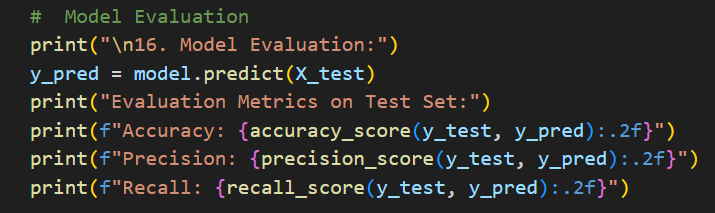 #  Model Evaluation
print("\n16. Model Evaluation:")
y_pred = model.predict(X_test)
print("Evaluation Metrics on Test Set:")
print(f"Accuracy: {accuracy_score(y_test, y_pred):.2f}")
print(f"Precision: {precision_score(y_test, y_pred):.2f}")
print(f"Recall: {recall_score(y_test, y_pred):.2f}")